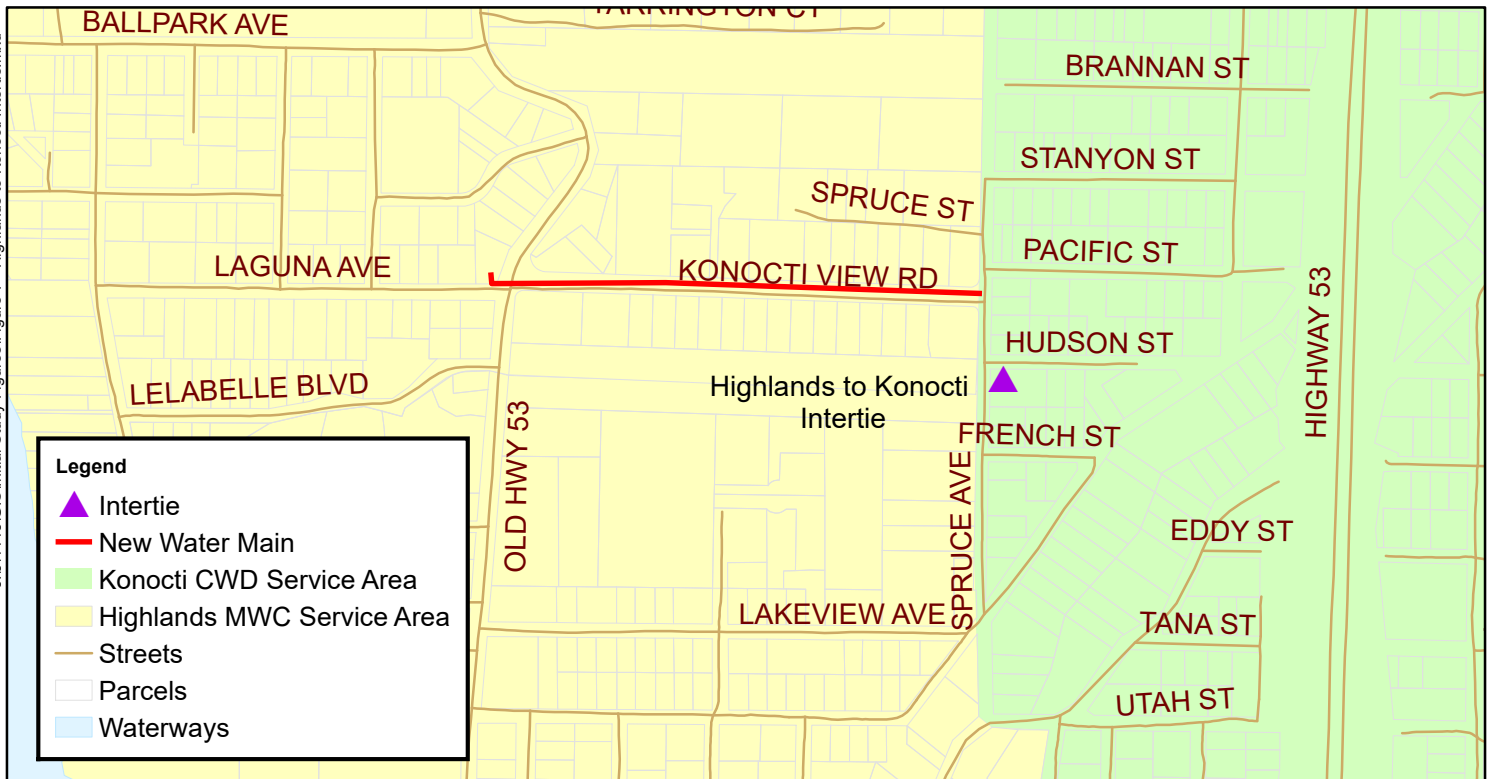 BALLPARK AVE
BRANNAN ST
STANYON ST
SPRUCE ST
PACIFIC ST
LAGUNA AVE
KONOCTI VIEW RD
HIGHWAY 53
HUDSON ST
LELABELLE BLVD
Highlands to Konocti
Intertie
OLD HWY 53
FRENCH ST
SPRUCE AVE
EDDY ST
LAKEVIEW AVE
TANA ST
UTAH ST
Legend
Intertie
New Water Main
Konocti CWD Service Area
Highlands MWC Service Area
Streets
Parcels
Waterways